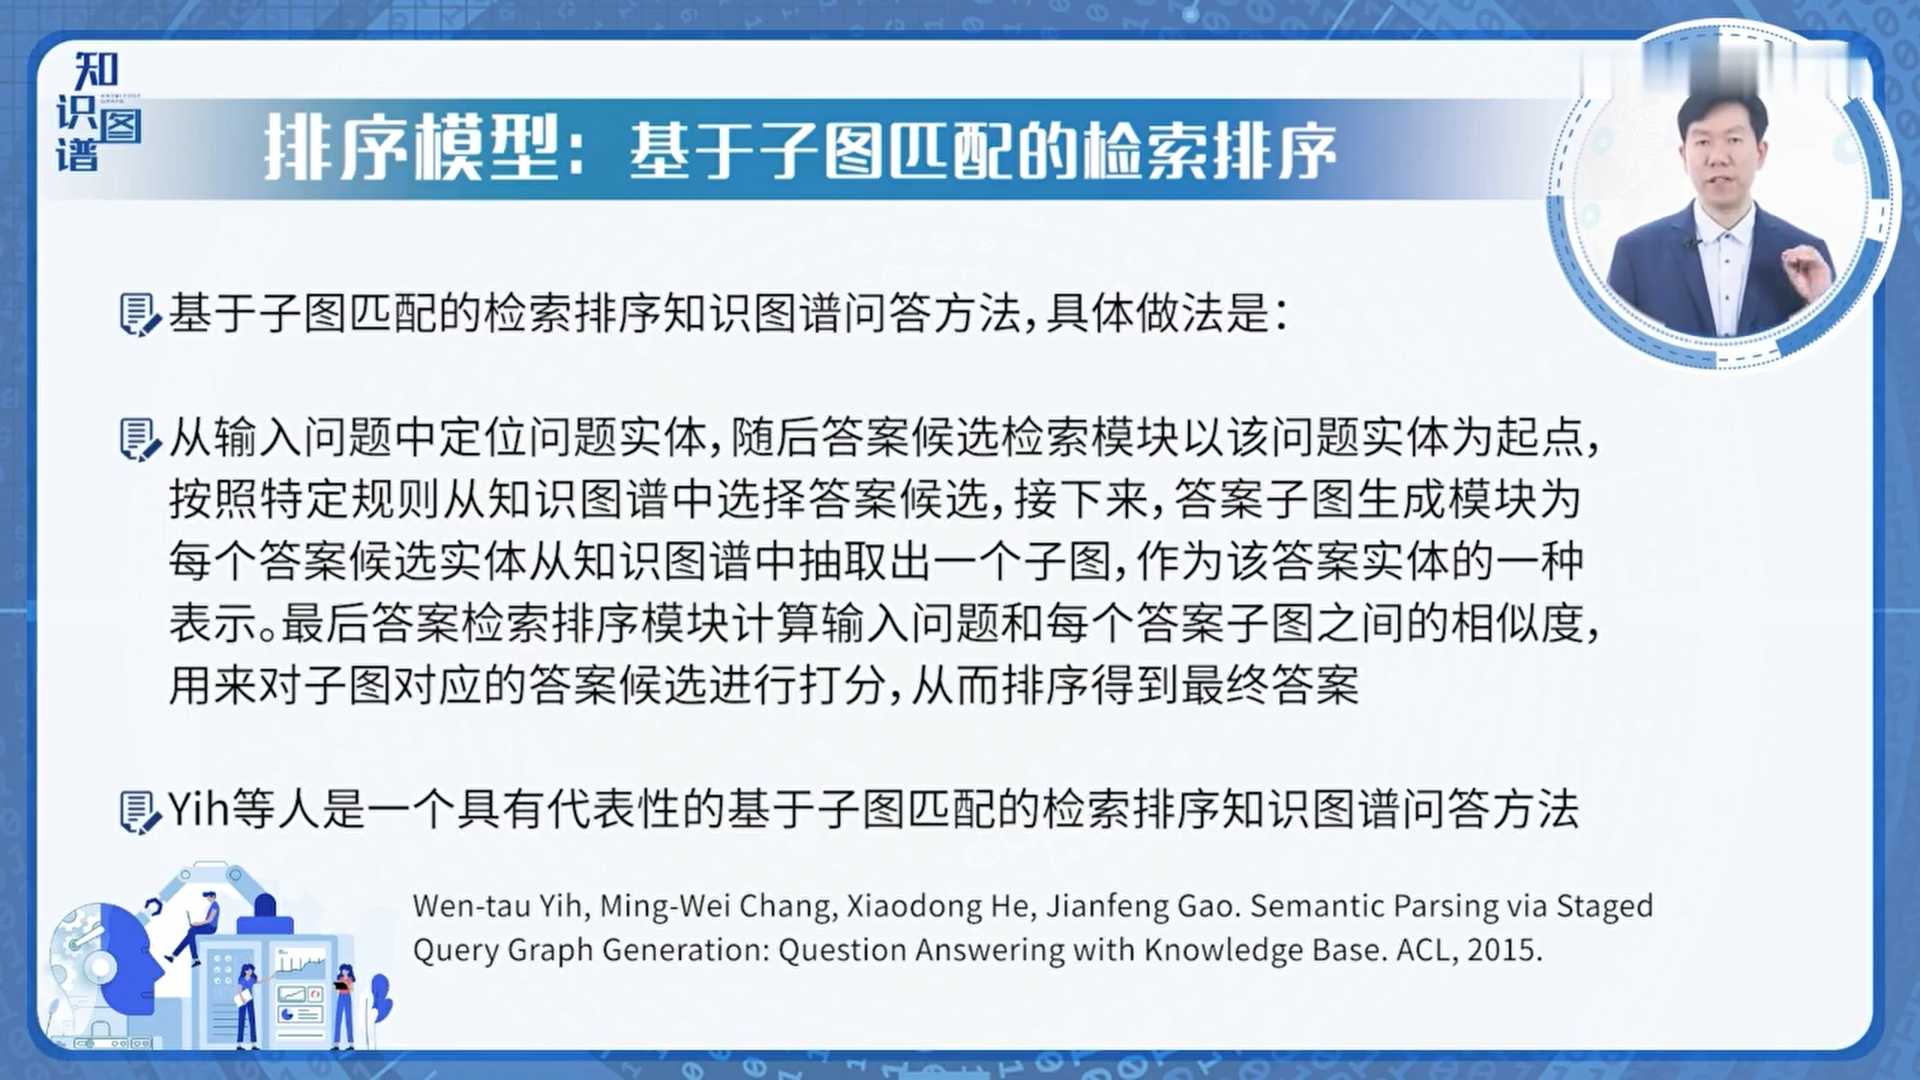 知识图谱
排序模型：基于子图匹配的检索排序
基于子图匹配的检索排序知识图谱问答方法，具体做法是：
从输入问题中定位问题实体，随后答案候选检索模块以该问题实体为起点，
按照特定规则从知识图谱中选择答案候选，接下来，答案子图生成模块为
每个答案候选实体从知识图谱中抽取出一个子图，作为该答案实体的一种
表示。最后答案检索排序模块计算输入问题和每个答案子图之间的相似度，
用来对子图对应的答案候选进行打分，从而排序得到最终答案
Yih等人是一个具有代表性的基于子图匹配的检索排序知识图谱问答方法
Wen-tau Yih, Ming-Wei Chang, Xiaodong He, Jianfeng Gao. Semantic Parsing via Staged
Query Graph Generation: Question Answering with Knowledge Base. ACL, 2015.